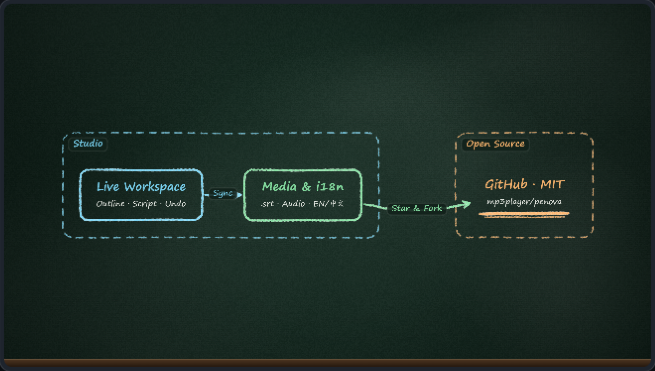 Studio
Live Workspace
Outline · Script · Undo
Sync
Media & i18n
.srt · Audio · EN/中文
Star & Fork
Open Source
GitHub · MIT
mp3player/penova